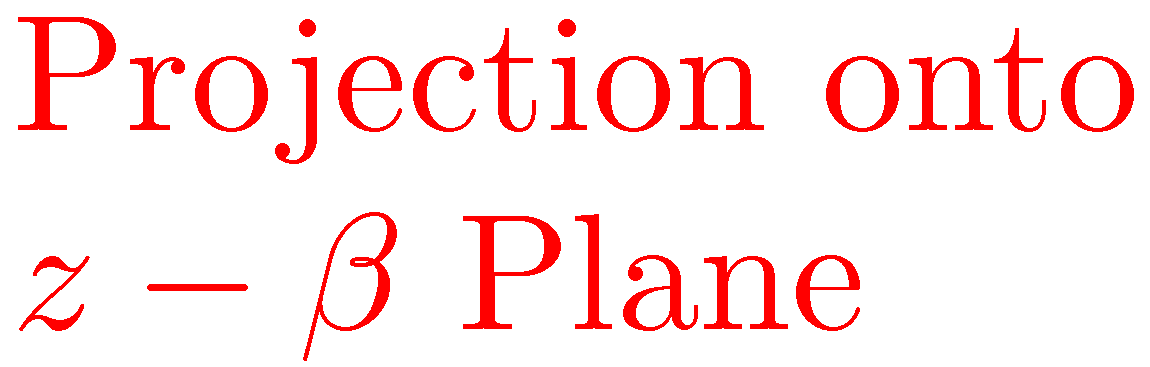 Projection onto
z − β Plane